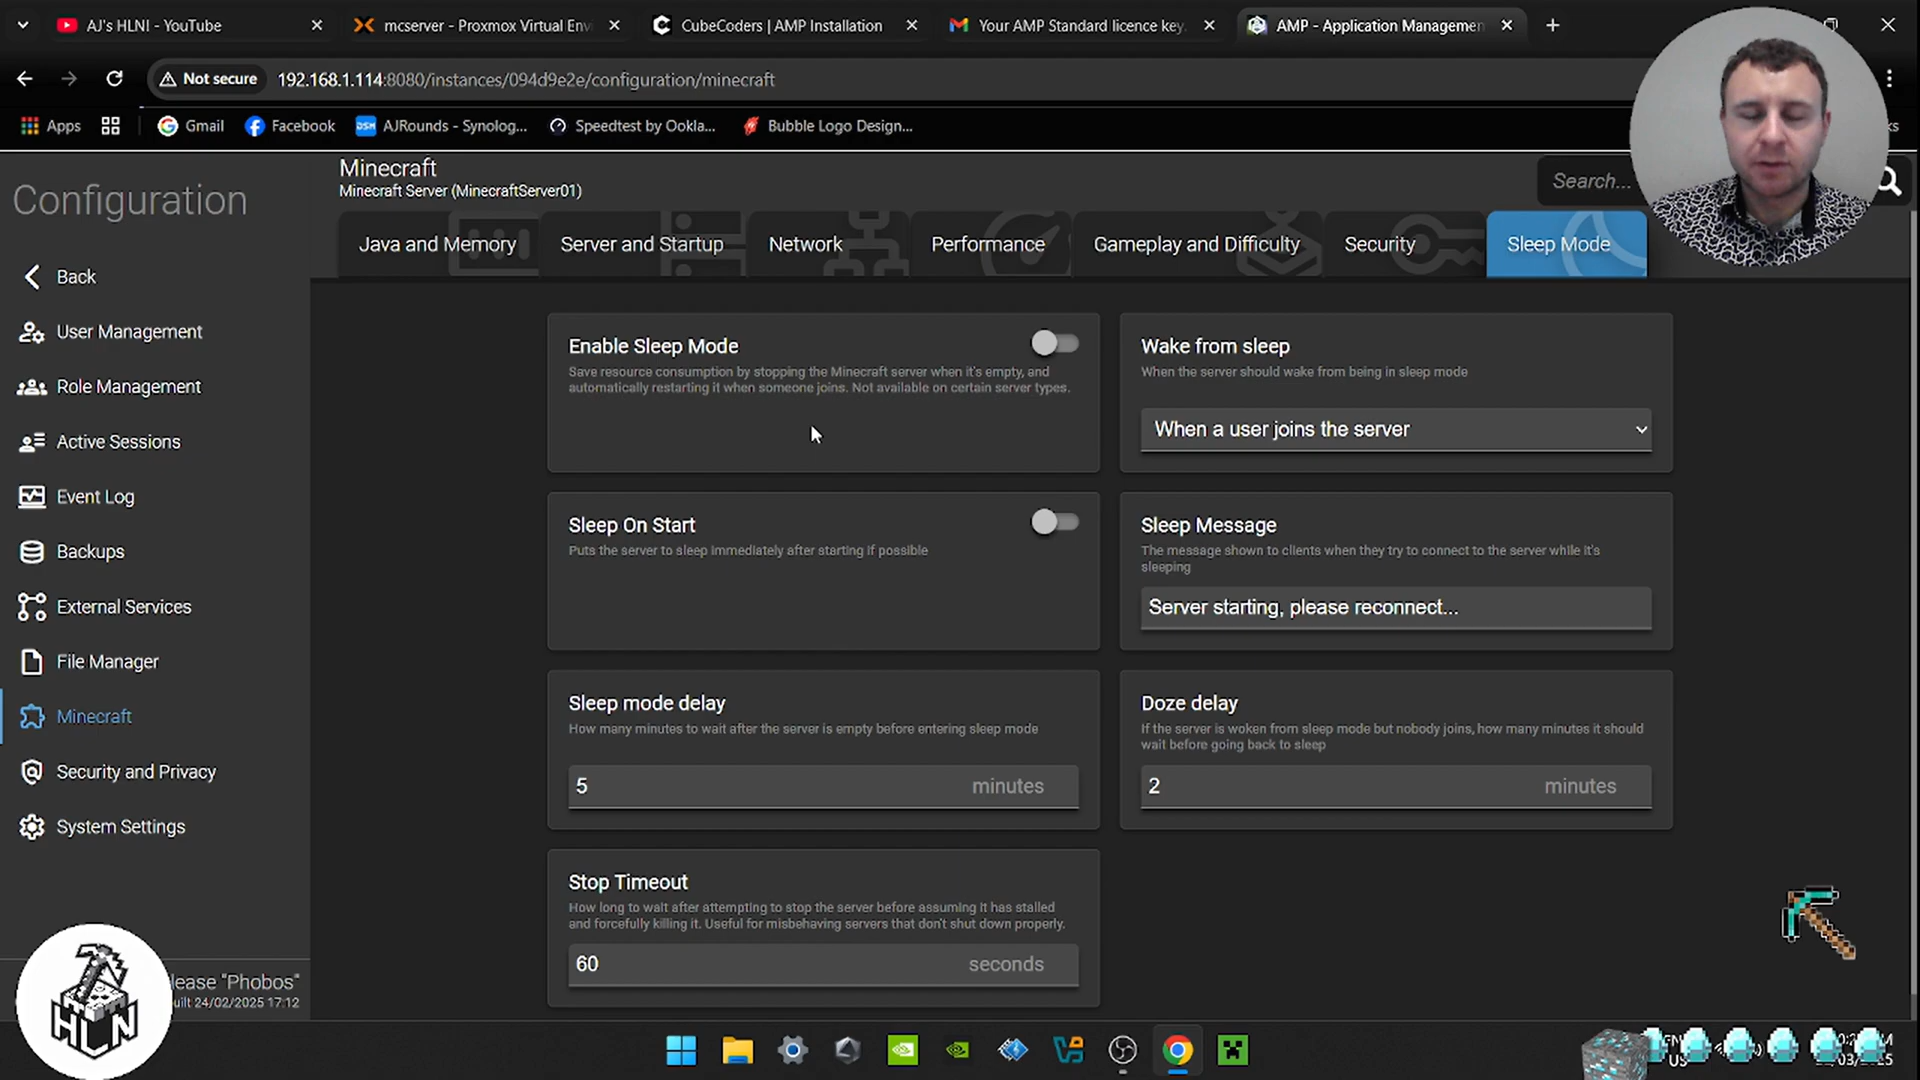 AJ's HLNI - YouTube
mcserver - Proxmox Virtual Env
CubeCoders | AMP Installation
Your AMP Standard licence key.
AMP - Application Managemen
Not secure
192.168.1.114:8080/instances/094d9e2e/configuration/minecraft
Apps
Gmail
Facebook
AJRounds - Synolog...
Speedtest by Ookla...
Bubble Logo Design...
Configuration
Minecraft
Minecraft Server (MinecraftServer01)
Search...
Java and Memory
Server and Startup
Network
Performance
Gameplay and Difficulty
Security
Sleep Mode
Back
User Management
Role Management
Active Sessions
Event Log
Backups
External Services
File Manager
Minecraft
Security and Privacy
System Settings
lease "Phobos"
uilt 24/02/2025 17:12
HLN
Enable Sleep Mode
Save resource consumption by stopping the Minecraft server when it's empty, and
automatically restarting it when someone joins. Not available on certain server types.
Wake from sleep
When the server should wake from being in sleep mode
When a user joins the server
Sleep On Start
Puts the server to sleep immediately after starting if possible
Sleep Message
The message shown to clients when they try to connect to the server while it's
sleeping
Server starting, please reconnect...
Sleep mode delay
How many minutes to wait after the server is empty before entering sleep mode
5 minutes
Doze delay
If the server is woken from sleep mode but nobody joins, how many minutes it should
wait before going back to sleep
2 minutes
Stop Timeout
How long to wait after attempting to stop the server before assuming it has stalled
and forcefully killing it. Useful for misbehaving servers that don't shut down properly.
60 seconds